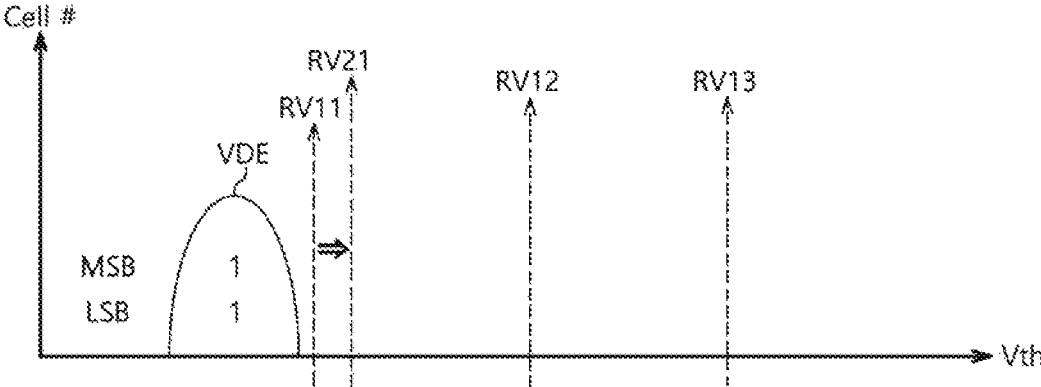 Cell #
RV21
RV12
RV13
RV11
VDE
MSB 1
LSB 1
Vth